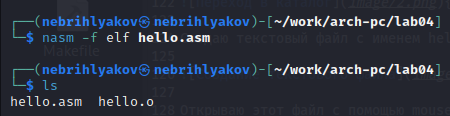 (nebrihlyakov㉿nebrihlyakov)-[~/work/arch-pc/lab04]
$ nasm -f elf hello.asm
(nebrihlyakov㉿nebrihlyakov)-[~/work/arch-pc/lab04]
$ ls
hello.asm  hello.o